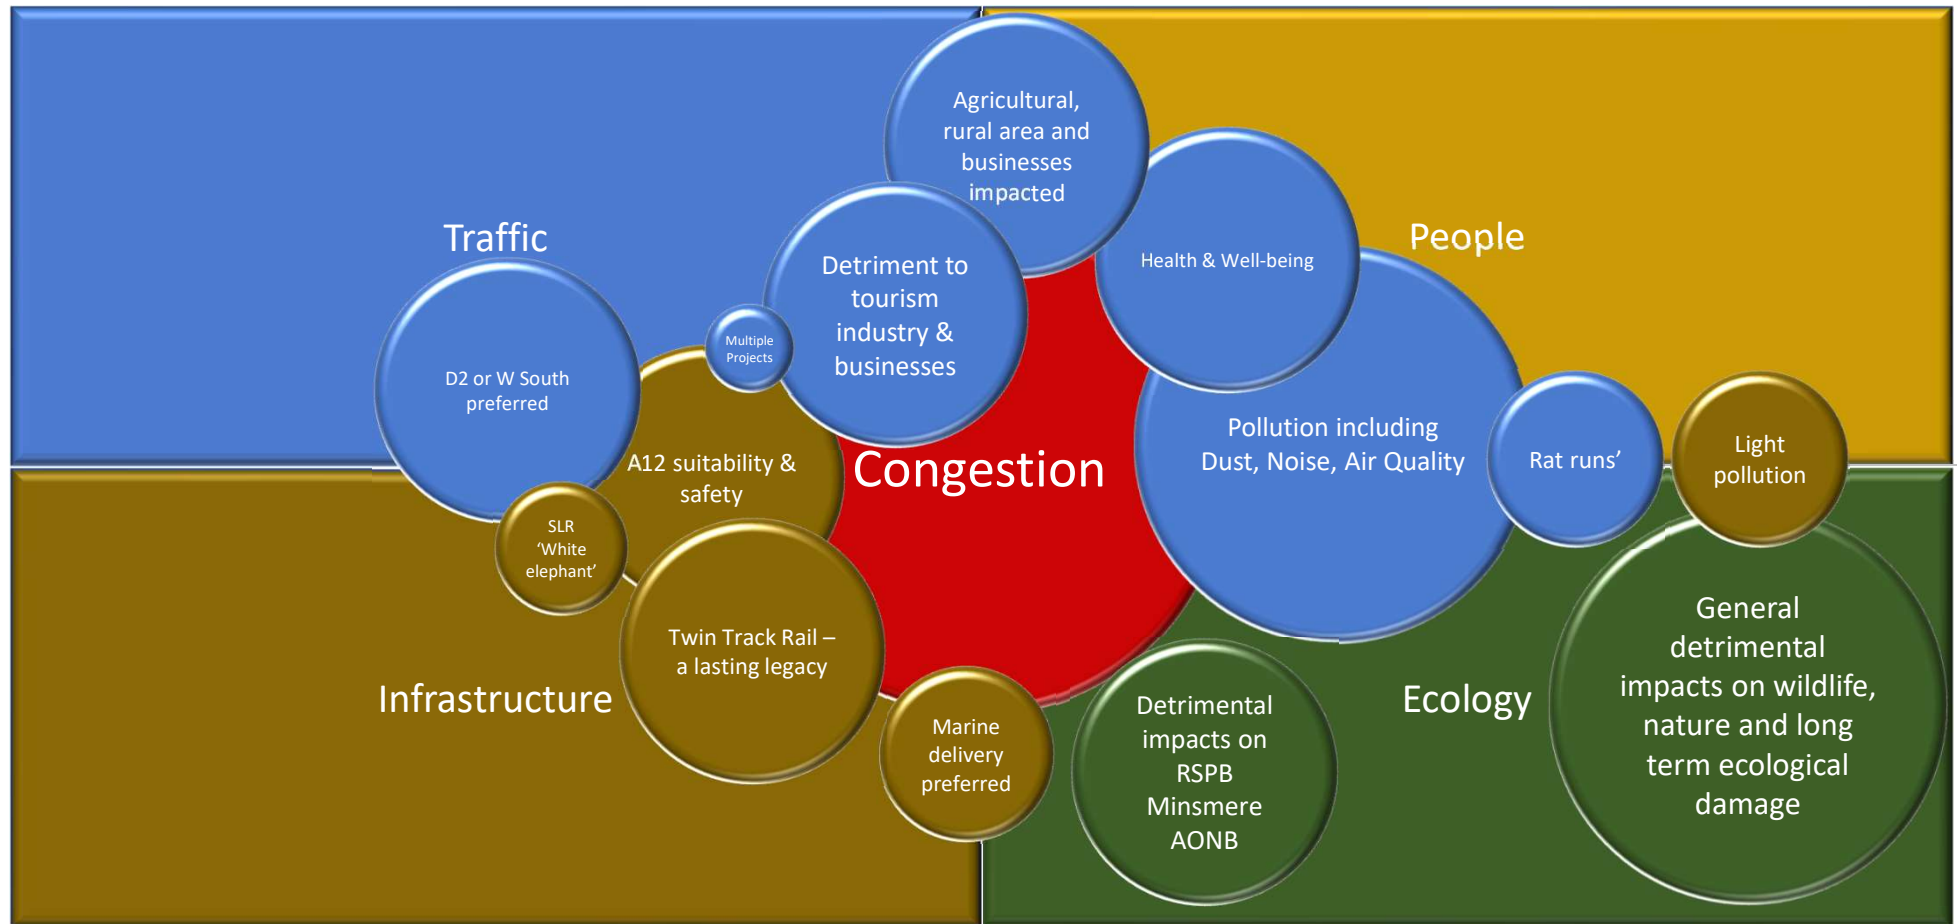 Agricultural,
rural area and
businesses
impacted
Traffic
People
Health & Well-being
Detriment to
tourism
industry &
businesses
Multiple
Projects
D2 or W South
preferred
A12 suitability &
safety
Congestion
Pollution including
Dust, Noise, Air Quality
Rat runs’
Light
pollution
SLR
‘White
elephant’
Twin Track Rail –
a lasting legacy
Infrastructure
Marine
delivery
preferred
Detrimental
impacts on
RSPB
Minsmere
AONB
Ecology
General
detrimental
impacts on wildlife,
nature and long
term ecological
damage